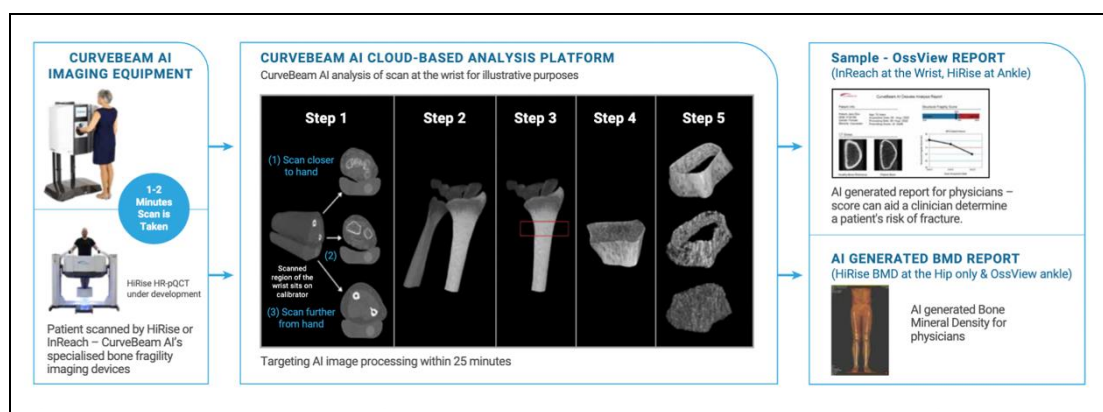 CURVEBEAM AI
IMAGING EQUIPMENT
1-2
Minutes
Scan is
Taken
HiRise HR-pQCT
under development
Patient scanned by HiRise or
InReach – CurveBeam AI's
specialised bone fragility
imaging devices
CURVEBEAM AI CLOUD-BASED ANALYSIS PLATFORM
CurveBeam AI analysis of scan at the wrist for illustrative purposes
Step 1
(1) Scan closer
to hand
(2)
Scanned
region of the
wrist sits on
calibrator
(3) Scan further
from hand
Step 2
Step 3
Step 4
Step 5
Targeting AI image processing within 25 minutes
Sample - OssView REPORT
(InReach at the Wrist, HiRise at Ankle)
AI generated report for physicians –
score can aid a clinician determine
a patient's risk of fracture.
AI GENERATED BMD REPORT
(HiRise BMD at the Hip only & OssView ankle)
AI generated Bone
Mineral Density for
physicians